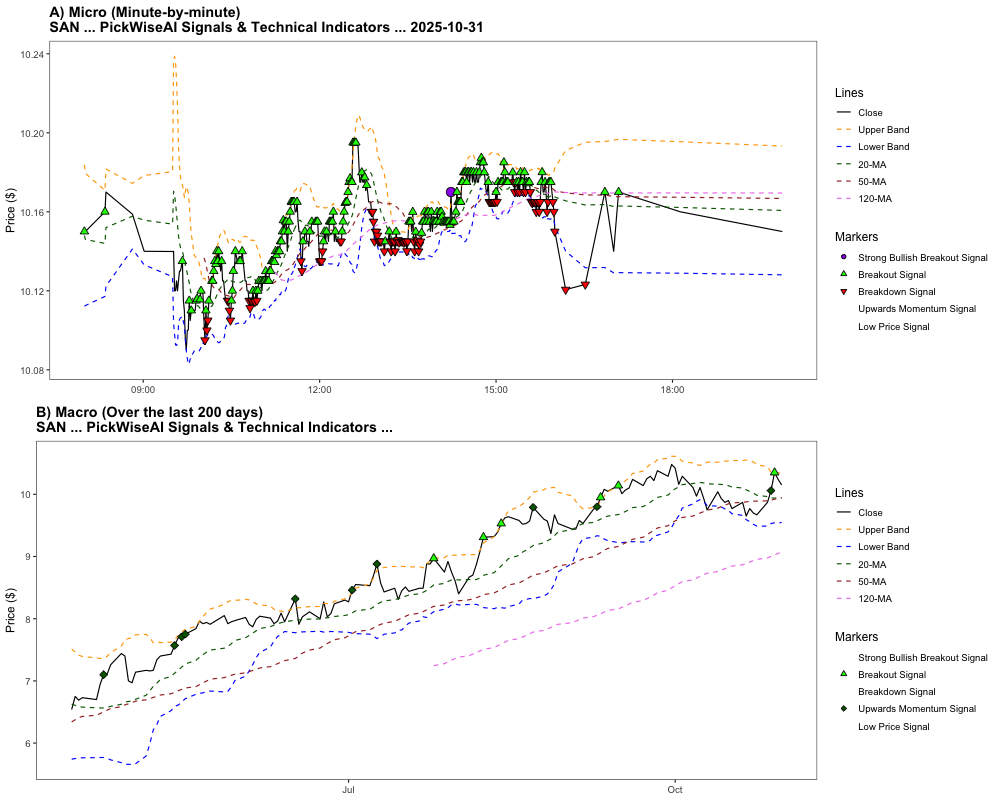 A) Micro (Minute-by-minute)
SAN ... PickWiseAI Signals & Technical Indicators ... 2025-10-31
Price ($)
10.24
10.20
10.16
10.12
10.08
09:00
12:00
15:00
18:00
Lines
Close
Upper Band
Lower Band
20-MA
50-MA
120-MA
Markers
Strong Bullish Breakout Signal
Breakout Signal
Breakdown Signal
Upwards Momentum Signal
Low Price Signal
B) Macro (Over the last 200 days)
SAN ... PickWiseAI Signals & Technical Indicators ...
Price ($)
10
9
8
7
6
Jul
Oct
Lines
Close
Upper Band
Lower Band
20-MA
50-MA
120-MA
Markers
Strong Bullish Breakout Signal
Breakout Signal
Breakdown Signal
Upwards Momentum Signal
Low Price Signal